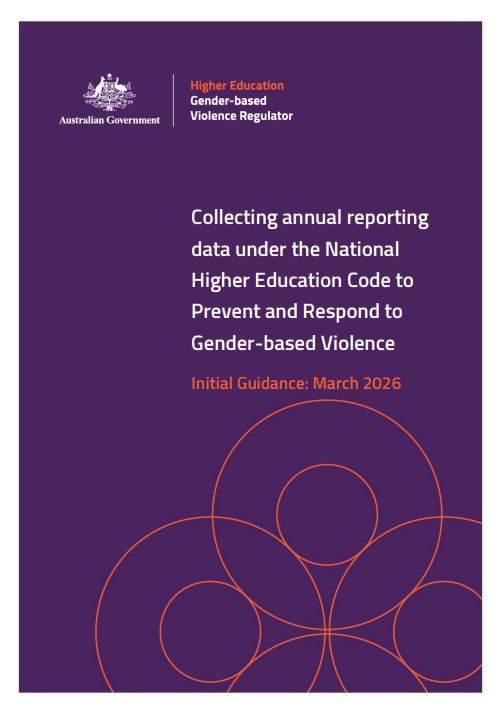 Australian Government
Higher Education
Gender-based
Violence Regulator
Collecting annual reporting
data under the National
Higher Education Code to
Prevent and Respond to
Gender-based Violence
Initial Guidance: March 2026